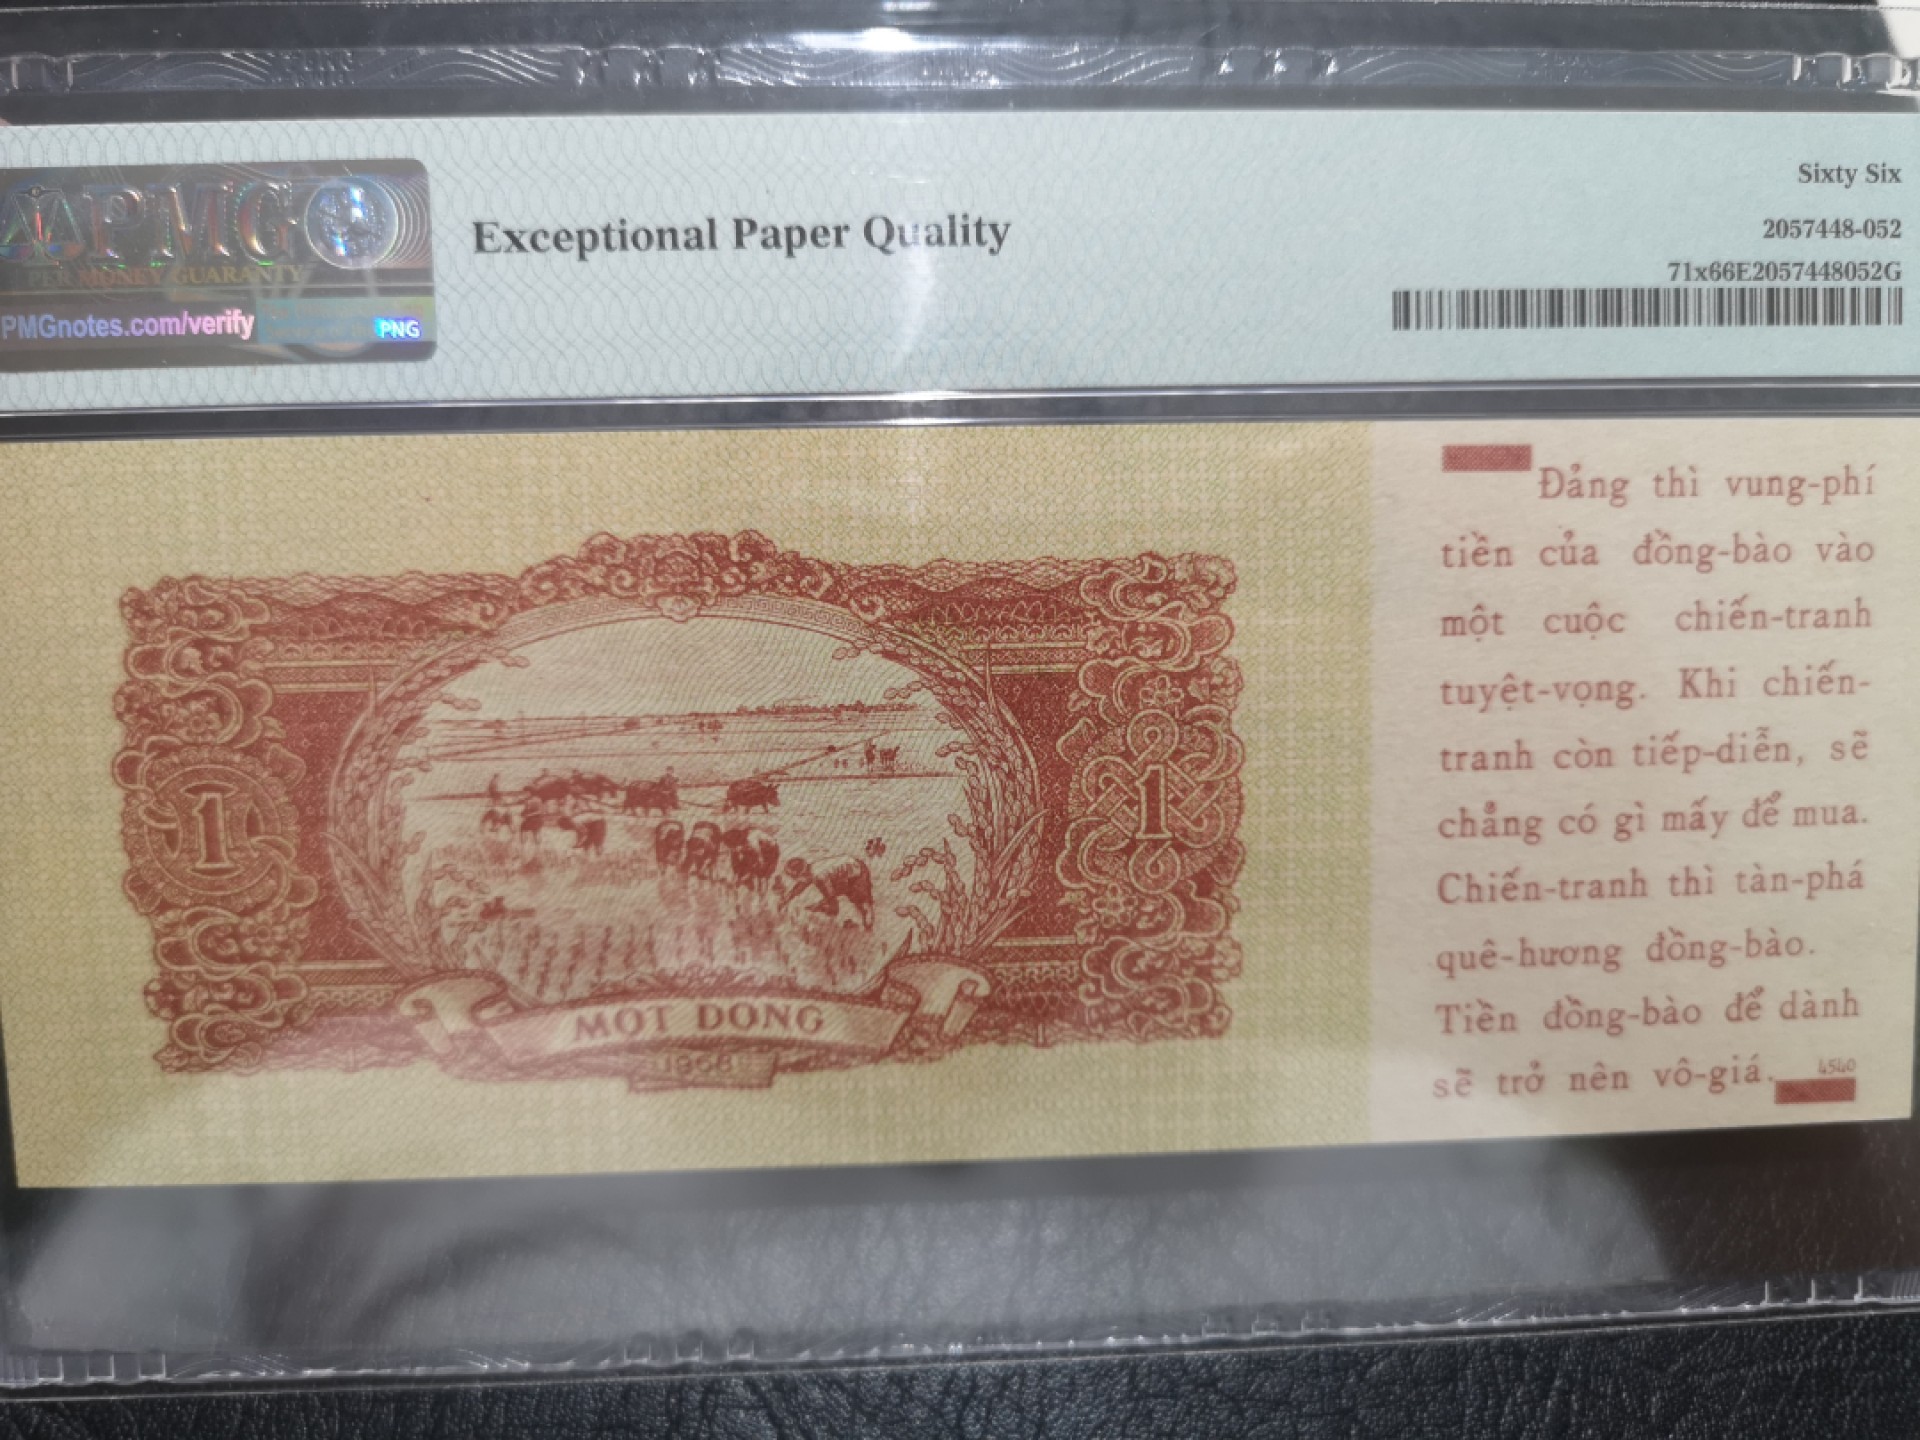 PMG
PAPER MONEY GUARANTY
PMGnotes.com/verify
PNG
Exceptional Paper Quality
Sixty Six
2057448-052
71x66E2057448052G
Đảng thì vung-phí
tiền của đồng-bào vào
một cuộc chiến-tranh
tuyệt-vọng. Khi chiến-
tranh còn tiếp-diễn, sẽ
chẳng có gì mấy để mua.
Chiến-tranh thì tàn-phá
quê-hương đồng-bào.
Tiền đồng-bào để dành
sẽ trở nên vô-giá.
4540
1
1
MỘT ĐỒNG
1958